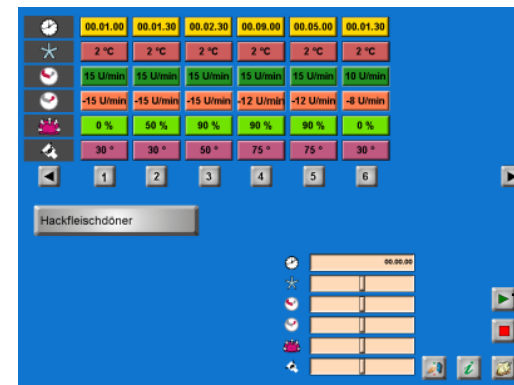 00.01.00 00.01.30 00.02.30 00.09.00 00.05.00 00.01.30
2 °C 2 °C 2 °C 2 °C 2 °C 2 °C
15 U/min 15 U/min 15 U/min 15 U/min 15 U/min 10 U/min
-15 U/min -15 U/min -15 U/min -12 U/min -12 U/min -8 U/min
0 % 50 % 90 % 90 % 90 % 0 %
30 ° 30 ° 50 ° 75 ° 75 ° 30 °
1 2 3 4 5 6
Hackfleischdöner
00.00.00
i